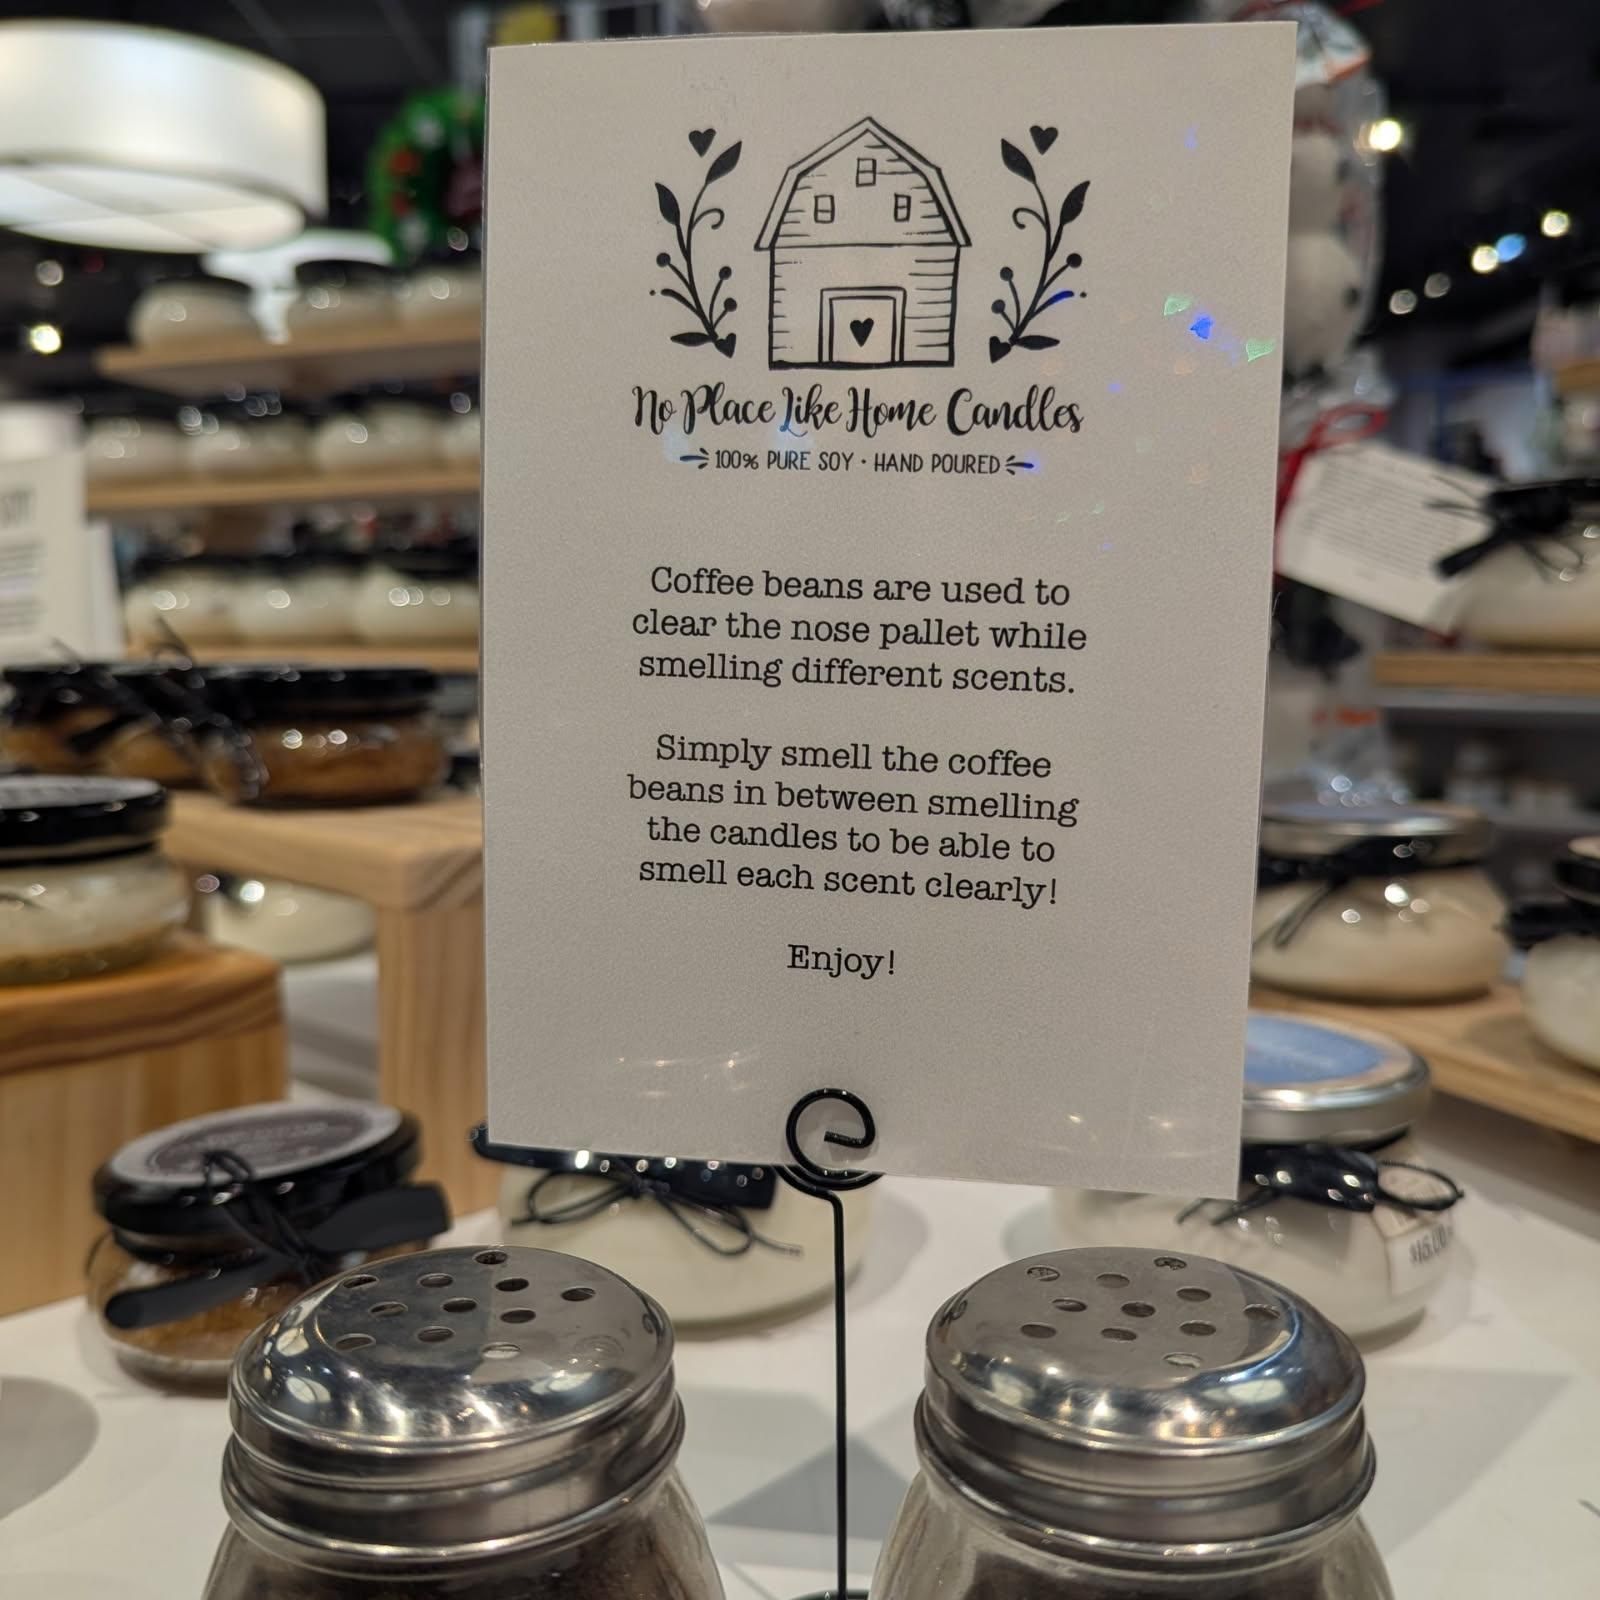 No Place Like Home Candles
100% PURE SOY · HAND POURED
Coffee beans are used to
clear the nose pallet while
smelling different scents.
Simply smell the coffee
beans in between smelling
the candles to be able to
smell each scent clearly!
Enjoy!
$15.00